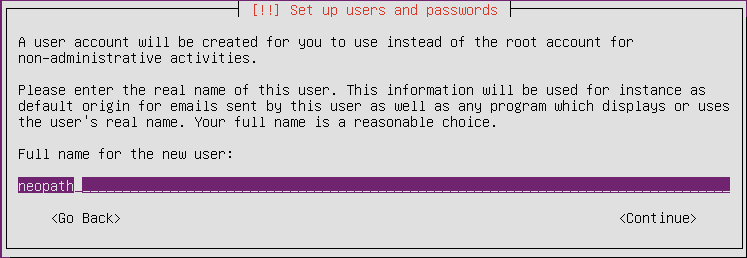 [!!] Set up users and passwords
A user account will be created for you to use instead of the root account for
non-administrative activities.
Please enter the real name of this user. This information will be used for instance as
default origin for emails sent by this user as well as any program which displays or uses
the user's real name. Your full name is a reasonable choice.
Full name for the new user:
neopath
<Go Back> <Continue>